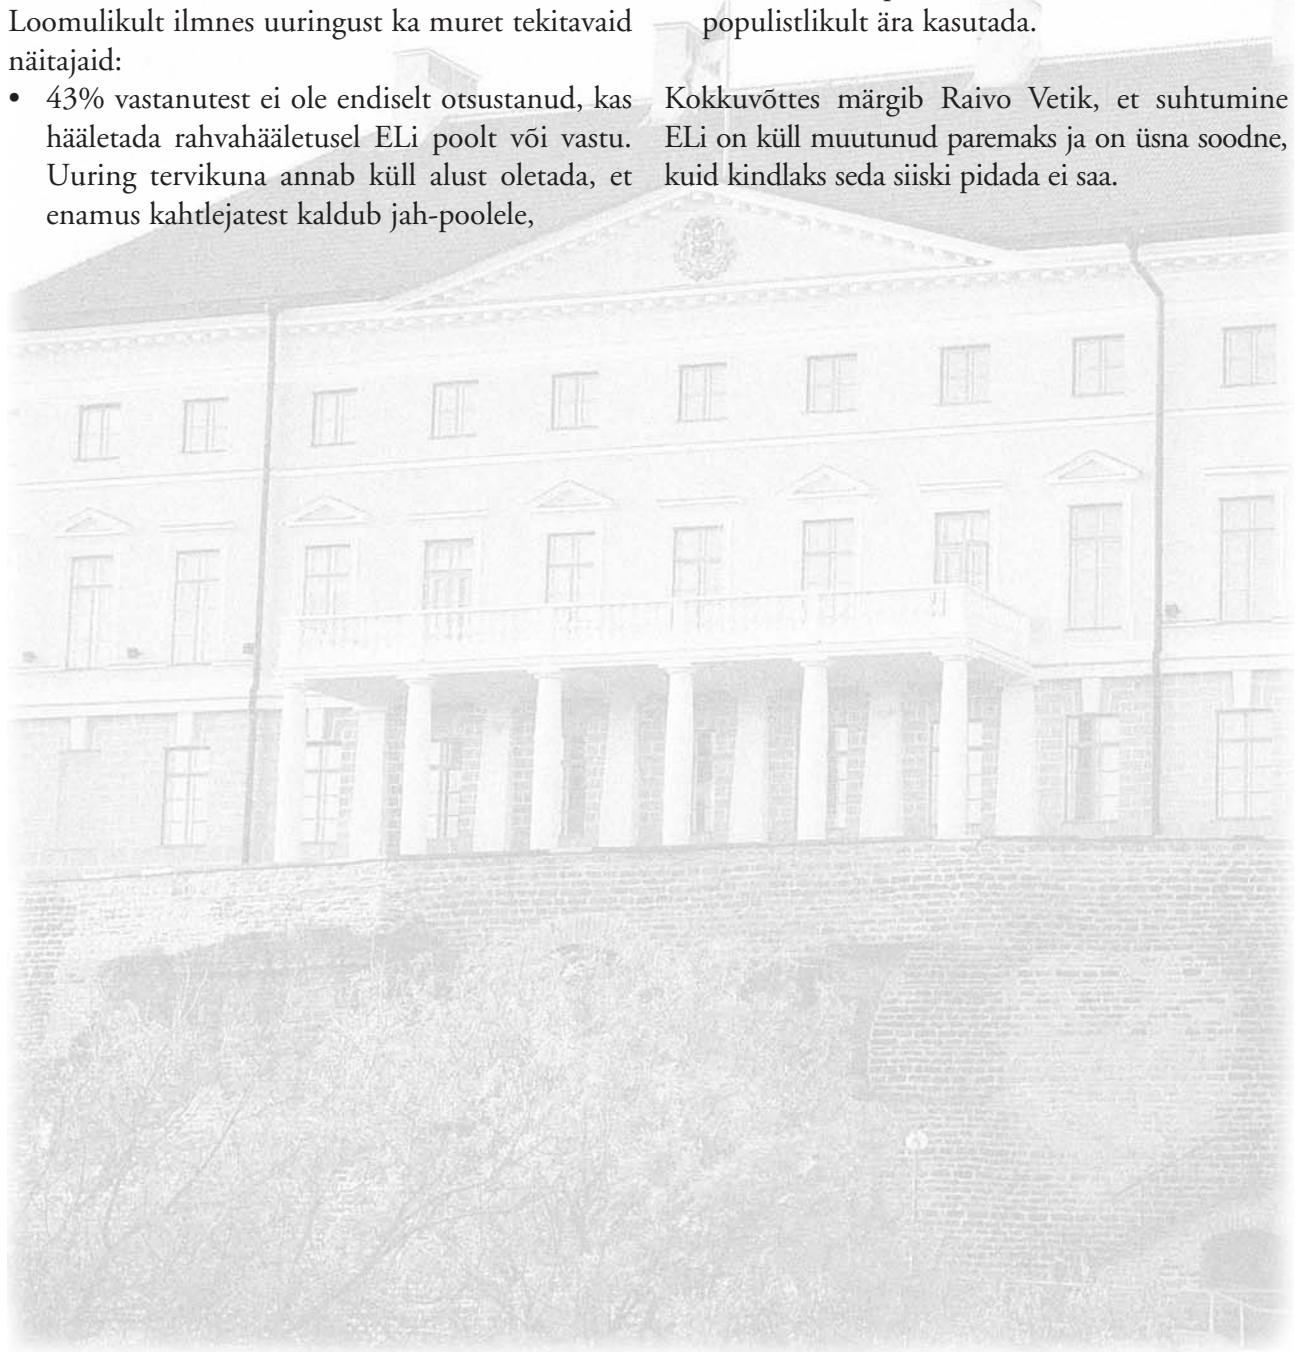 Loomulikult ilmnes uuringust ka muret tekitavaid
näitajaid:
• 43% vastanutest ei ole endiselt otsustanud, kas
hääletada rahvahääletusel ELi poolt või vastu.
Uuring tervikuna annab küll alust oletada, et
enamus kahtlejatest kaldub jah-poolele,
populistlikult ära kasutada.
Kokkuvõttes märgib Raivo Vetik, et suhtumine
ELi on küll muutunud paremaks ja on üsna soodne,
kuid kindlaks seda siiski pidada ei saa.